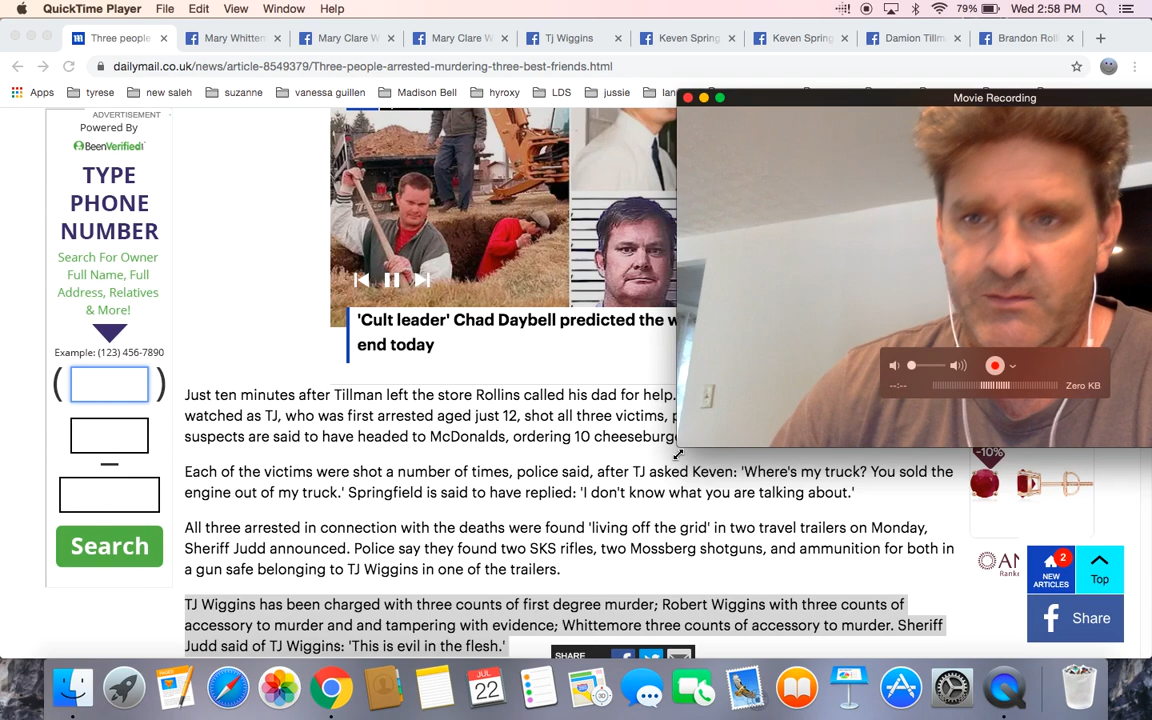 QuickTime Player File Edit View Window Help 79% Wed 2:58 PM
Three people Mary Whitten Mary Clare W Mary Clare W Tj Wiggins Keven Spring Keven Spring Damion Tillm Brandon Roll
dailymail.co.uk/news/article-8549379/Three-people-arrested-murdering-three-best-friends.html
Apps tyrese new saleh suzanne vanessa guillen Madison Bell hyroxy LDS jussie lan
Movie Recording
ADVERTISEMENT
Powered By
BeenVerified!
TYPE
PHONE
NUMBER
Search For Owner
Full Name, Full
Address, Relatives
& More!
Example: (123) 456-7890
( )
—
Search
'Cult leader' Chad Daybell predicted the w
end today
--:-- Zero KB
Just ten minutes after Tillman left the store Rollins called his dad for help.
watched as TJ, who was first arrested aged just 12, shot all three victims, p
suspects are said to have headed to McDonalds, ordering 10 cheeseburge
Each of the victims were shot a number of times, police said, after TJ asked Keven: 'Where's my truck? You sold the
engine out of my truck.' Springfield is said to have replied: 'I don't know what you are talking about.'
All three arrested in connection with the deaths were found 'living off the grid' in two travel trailers on Monday,
Sheriff Judd announced. Police say they found two SKS rifles, two Mossberg shotguns, and ammunition for both in
a gun safe belonging to TJ Wiggins in one of the trailers.
TJ Wiggins has been charged with three counts of first degree murder; Robert Wiggins with three counts of
accessory to murder and and tampering with evidence; Whittemore three counts of accessory to murder. Sheriff
Judd said of TJ Wiggins: 'This is evil in the flesh.'
-10%
AN
2
NEW
ARTICLES
Top
Share
SHARE
JUL
22